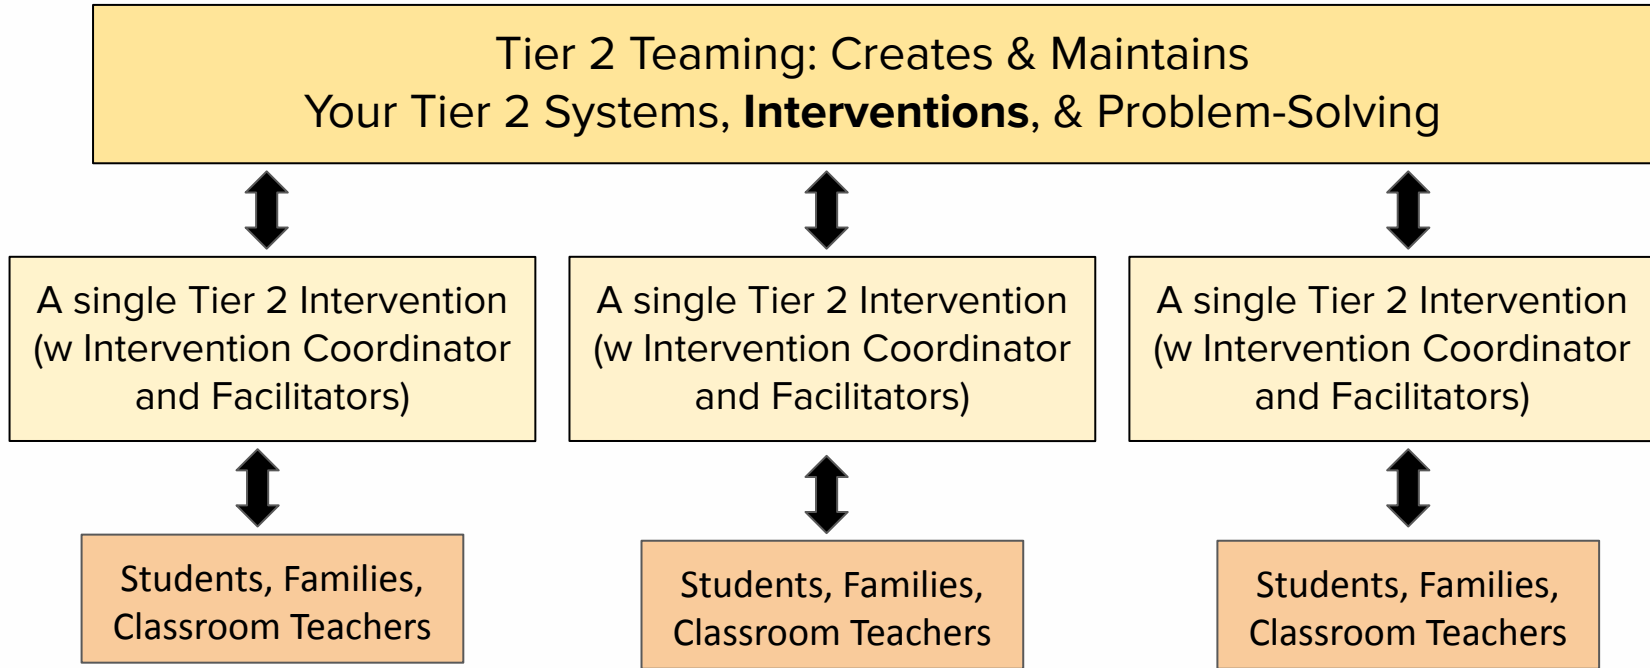 Tier 2 Teaming: Creates & Maintains
Your Tier 2 Systems, Interventions, & Problem-Solving
A single Tier 2 Intervention
(w Intervention Coordinator
and Facilitators)
A single Tier 2 Intervention
(w Intervention Coordinator
and Facilitators)
A single Tier 2 Intervention
(w Intervention Coordinator
and Facilitators)
Students, Families,
Classroom Teachers
Students, Families,
Classroom Teachers
Students, Families,
Classroom Teachers